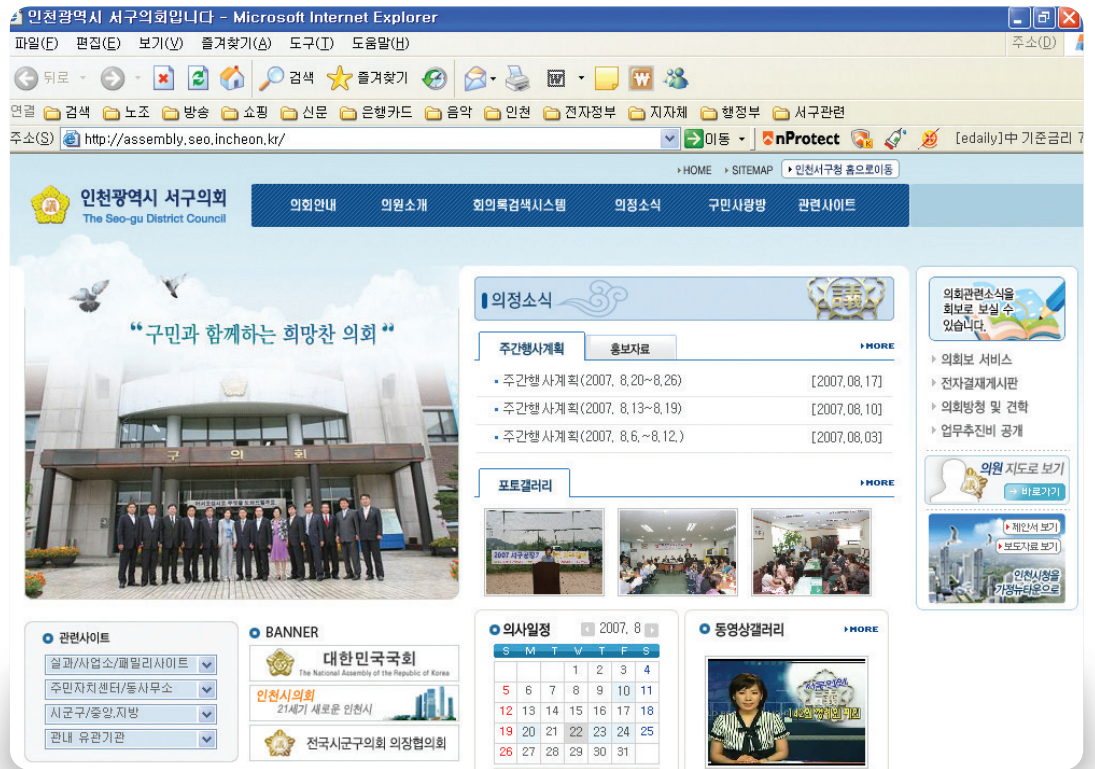 인천광역시 서구의회입니다 - Microsoft Internet Explorer
파일(F) 편집(E) 보기(V) 즐겨찾기(A) 도구(T) 도움말(H) 주소(D)
뒤로 검색 즐겨찾기
연결 검색 노조 방송 쇼핑 신문 은행카드 음악 인천 전자정부 지자체 행정부 서구관련
주소(S) http://assembly.seo.incheon.kr/ 이동 nProtect [edaily]中 기준금리 7
HOME SITEMAP 인천서구청 홈으로이동
인천광역시 서구의회
The Seo-gu District Council
의회안내 의원소개 회의록검색시스템 의정소식 구민사랑방 관련사이트
“구민과 함께하는 희망찬 의회”
구 의 회
의정소식
주간행사계획 홍보자료 MORE
주간행사계획(2007. 8.20~8.26) [2007.08.17]
주간행사계획(2007. 8.13~8.19) [2007.08.10]
주간행사계획(2007. 8.6.~8.12.) [2007.08.03]
포토갤러리 MORE
의회관련소식을
회보로 보실 수
있습니다.
의회보 서비스
전자결재게시판
의회방청 및 견학
업무추진비 공개
의원 지도로 보기
바로가기
제안서 보기
보도자료 보기
인천시청을
가정뉴타운으로
관련사이트
실과/사업소/패밀리사이트
주민자치센터/동사무소
시군구/중앙,지방
관내 유관기관
BANNER
대한민국국회
The National Assembly of the Republic of Korea
인천시의회
21세기 새로운 인천시
전국시군구의회 의장협의회
의사일정 2007. 8
S M T W T F S
1 2 3 4
5 6 7 8 9 10 11
12 13 14 15 16 17 18
19 20 21 22 23 24 25
26 27 28 29 30 31
동영상갤러리 MORE